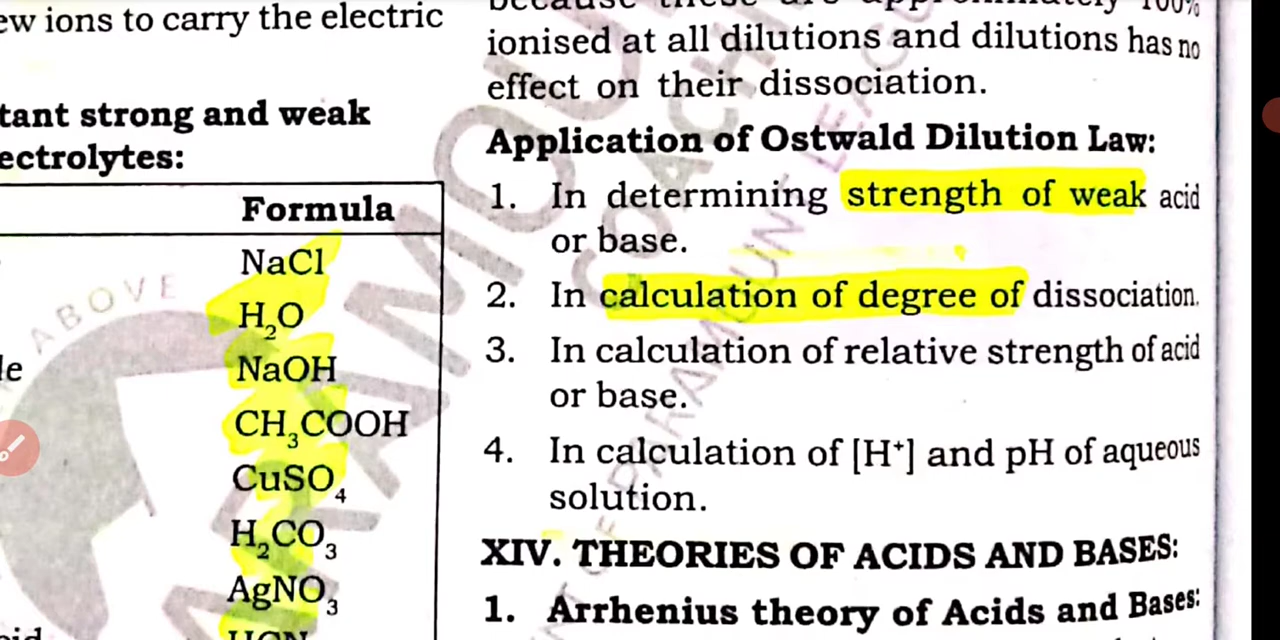 ew ions to carry the electric
tant strong and weak
ectrolytes:
Formula
NaCl
H₂O
NaOH
le
CH₃COOH
CuSO₄
H₂CO₃
AgNO₃
ABOVE
ionised at all dilutions and dilutions has no
effect on their dissociation.
Application of Ostwald Dilution Law:
1. In determining strength of weak acid
or base.
2. In calculation of degree of dissociation.
3. In calculation of relative strength of acid
or base.
4. In calculation of [H⁺] and pH of aqueous
solution.
XIV. THEORIES OF ACIDS AND BASES:
1. Arrhenius theory of Acids and Bases: